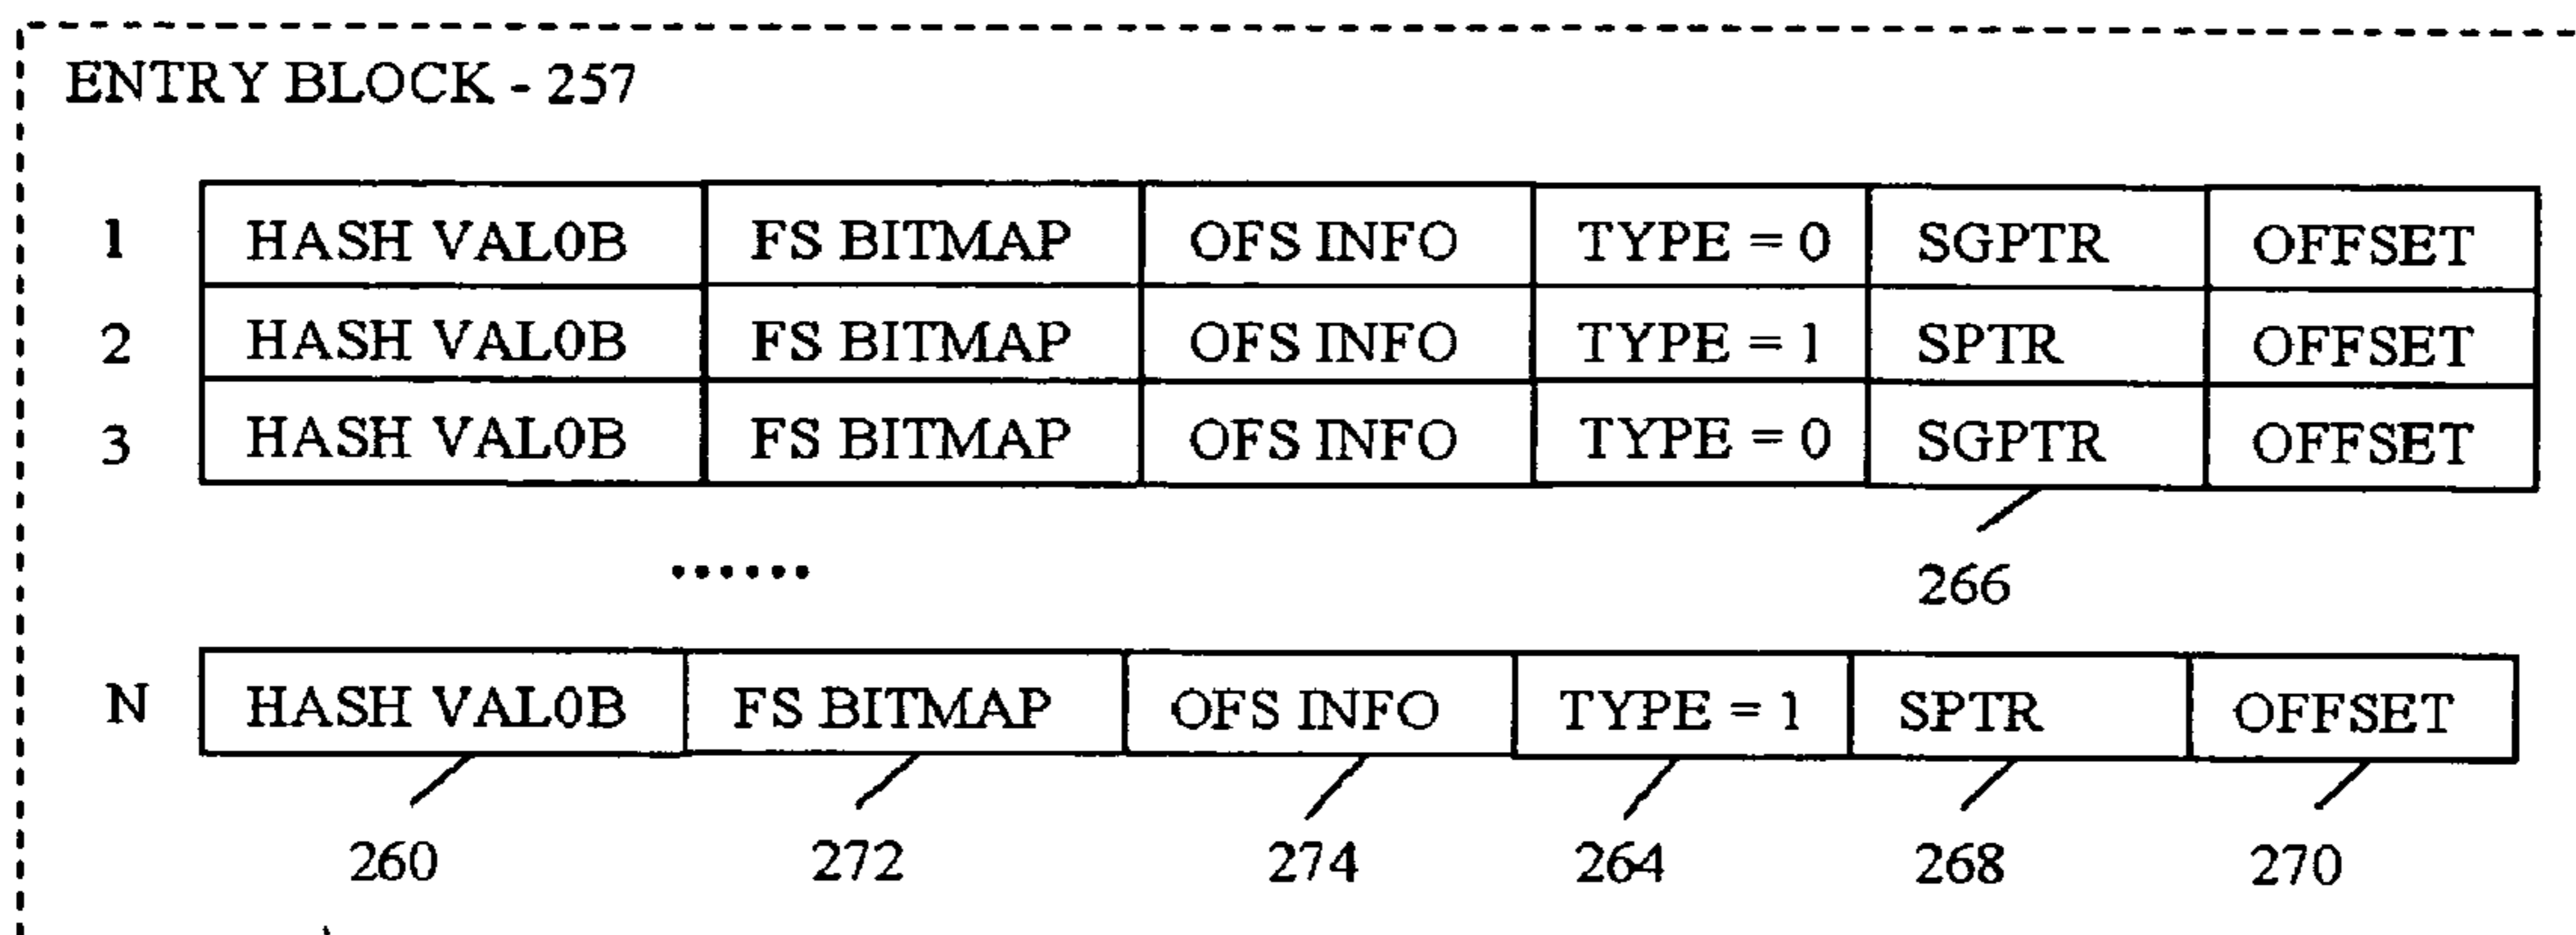 ENTRY BLOCK - 257
1 HASH VAL0B FS BITMAP OFS INFO TYPE = 0 SGPTR OFFSET
2 HASH VAL0B FS BITMAP OFS INFO TYPE = 1 SPTR OFFSET
3 HASH VAL0B FS BITMAP OFS INFO TYPE = 0 SGPTR OFFSET
266
......
N HASH VAL0B FS BITMAP OFS INFO TYPE = 1 SPTR OFFSET
260 272 274 264 268 270